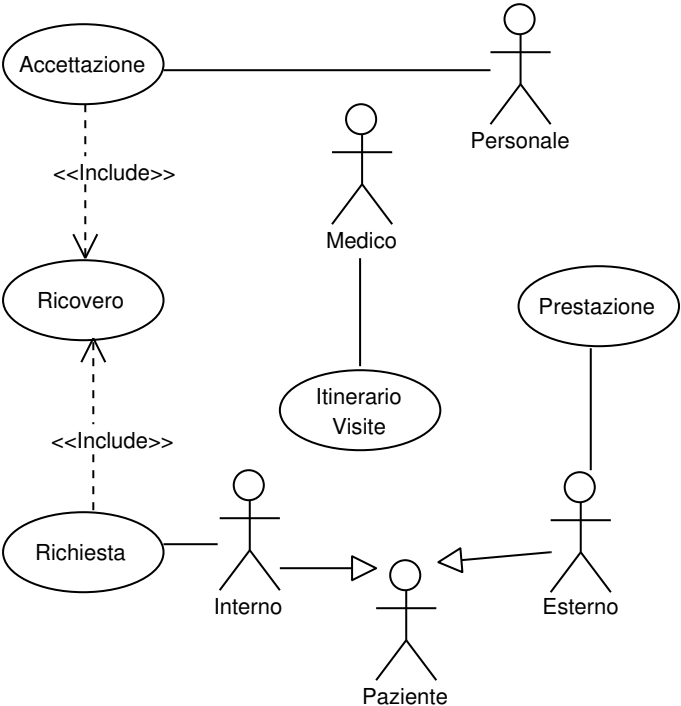 Accettazione
Personale
<<Include>>
Medico
Ricovero
Prestazione
Itinerario
Visite
<<Include>>
Richiesta
Interno
Esterno
Paziente